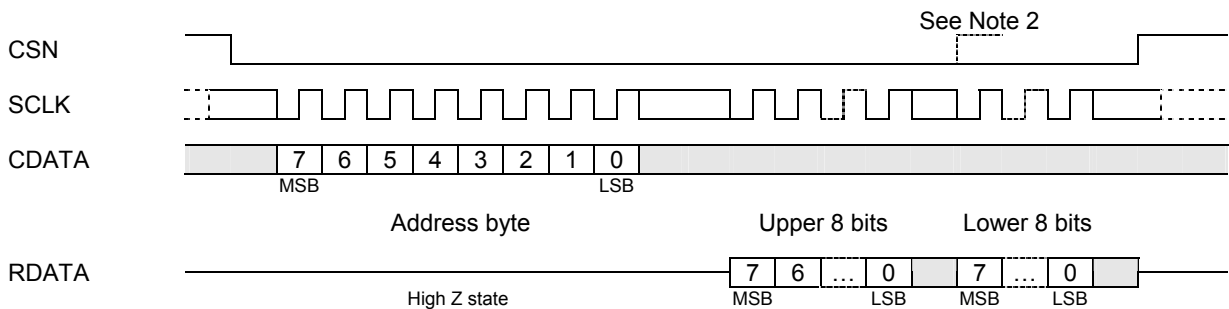 See Note 2
CSN
SCLK
CDATA
7 6 5 4 3 2 1 0
MSB LSB
Address byte Upper 8 bits Lower 8 bits
RDATA
7 6 ... 0 7 ... 0
High Z state
MSB LSB MSB LSB